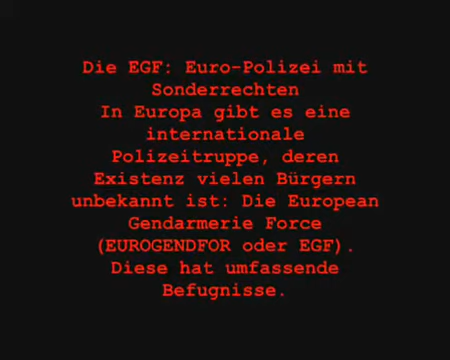 Die EGF: Euro-Polizei mit
Sonderrechten
In Europa gibt es eine
internationale
Polizeitruppe, deren
Existenz vielen Bürgern
unbekannt ist: Die European
Gendarmerie Force
(EUROGENDFOR oder EGF).
Diese hat umfassende
Befugnisse.